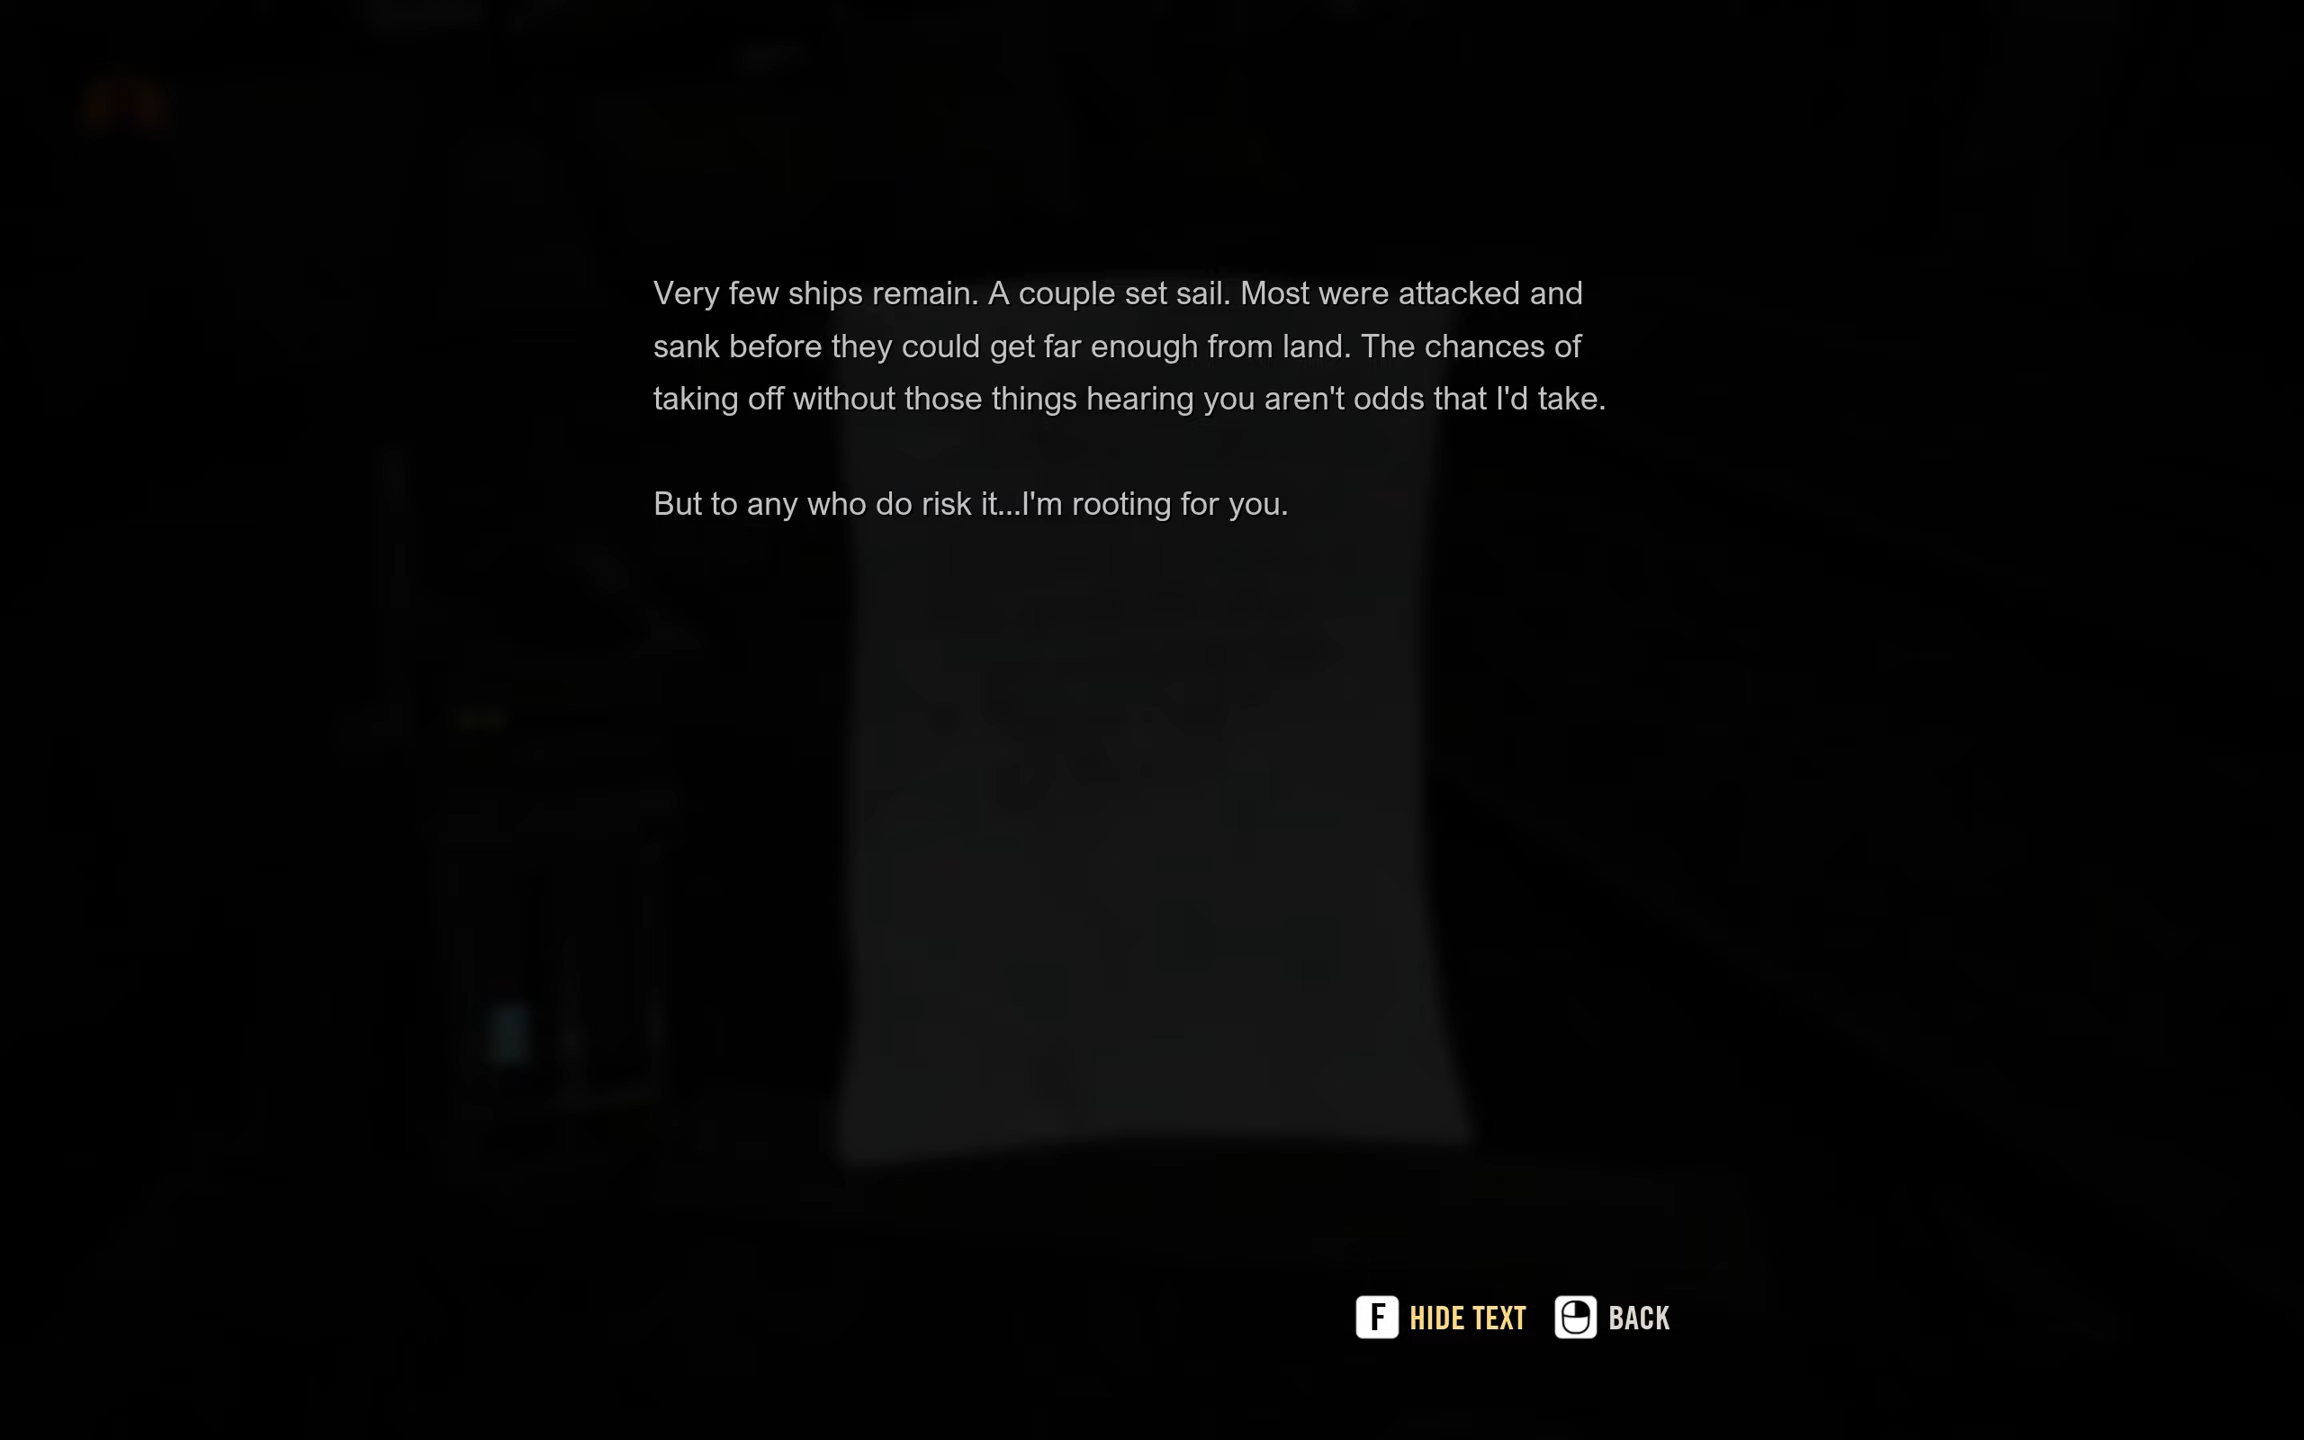 Very few ships remain. A couple set sail. Most were attacked and
sank before they could get far enough from land. The chances of
taking off without those things hearing you aren't odds that I'd take.
But to any who do risk it...I'm rooting for you.
F HIDE TEXT BACK